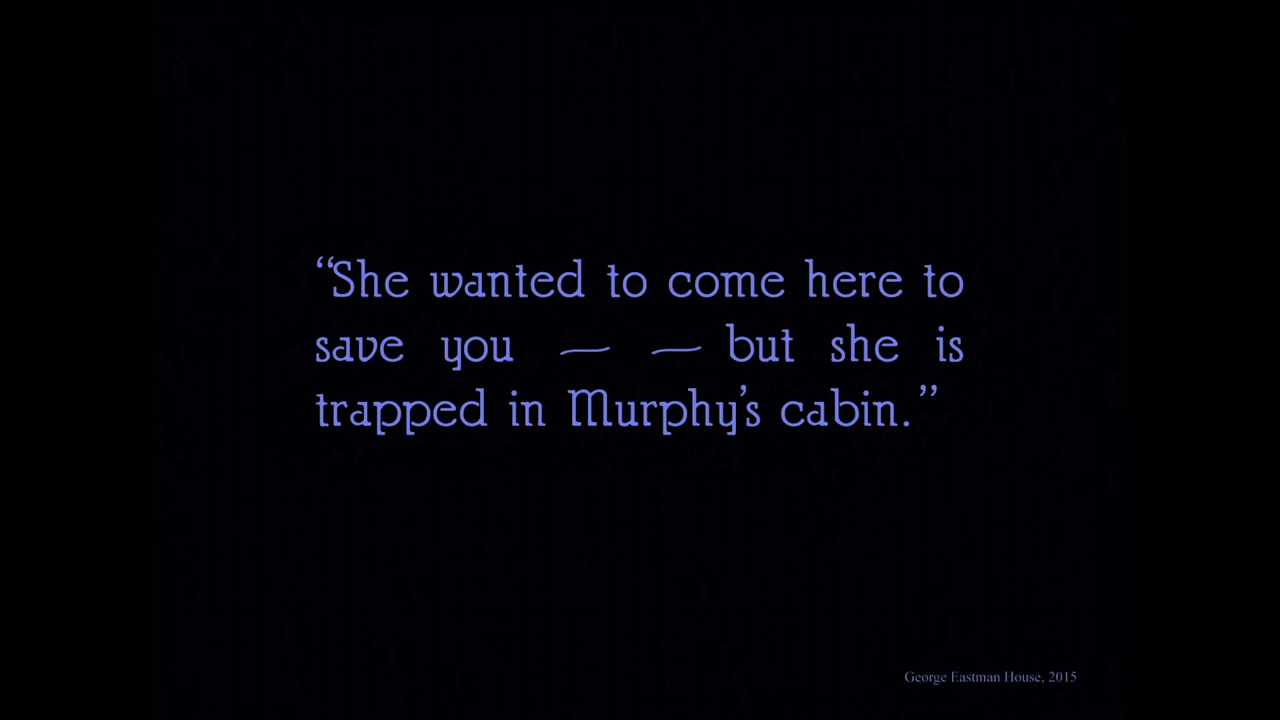 “She wanted to come here to
save you — — but she is
trapped in Murphy’s cabin.”
George Eastman House, 2015